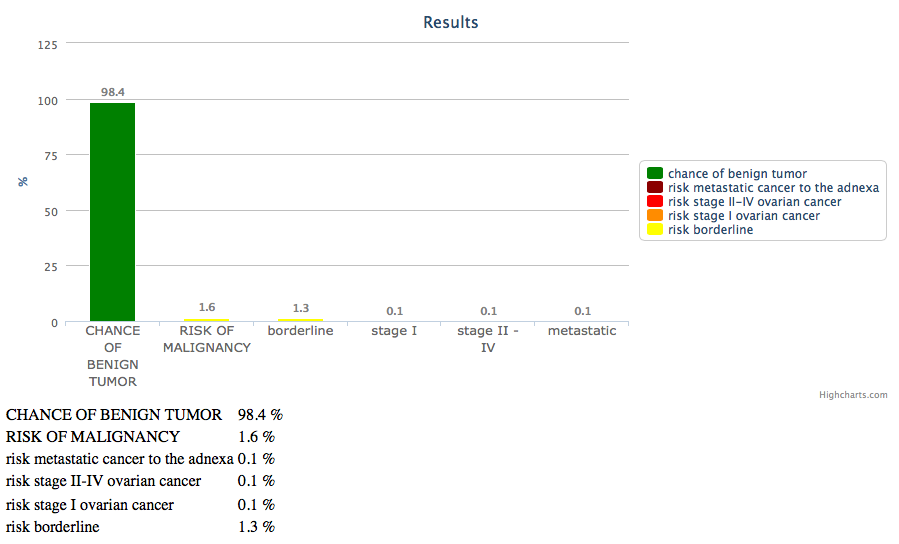 Results
125
100
75
50
25
0
%
98.4
1.6
1.3
0.1
0.1
0.1
CHANCE
OF
BENIGN
TUMOR
RISK OF
MALIGNANCY
borderline
stage I
stage II -
IV
metastatic
chance of benign tumor
risk metastatic cancer to the adnexa
risk stage II-IV ovarian cancer
risk stage I ovarian cancer
risk borderline
Highcharts.com
CHANCE OF BENIGN TUMOR 98.4 %
RISK OF MALIGNANCY 1.6 %
risk metastatic cancer to the adnexa 0.1 %
risk stage II-IV ovarian cancer 0.1 %
risk stage I ovarian cancer 0.1 %
risk borderline 1.3 %